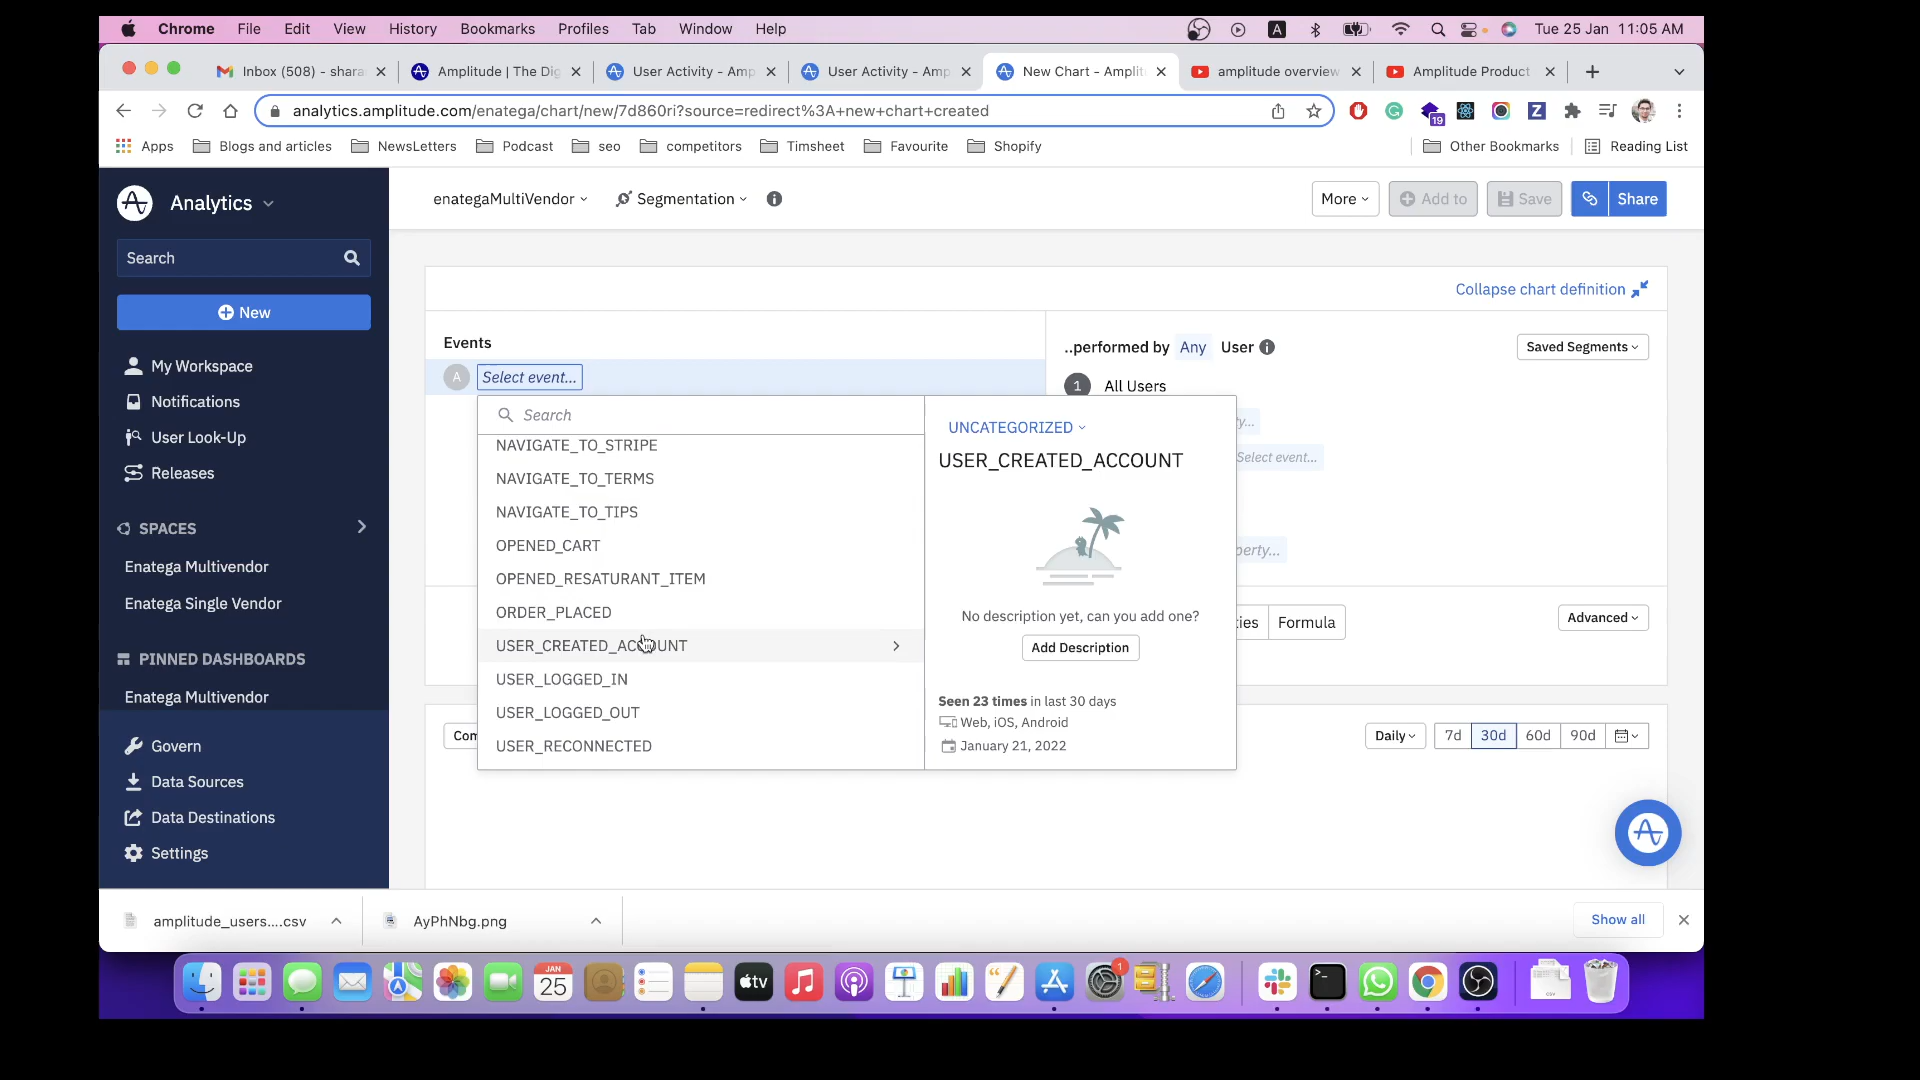 Chrome File Edit View History Bookmarks Profiles Tab Window Help A Tue 25 Jan 11:05 AM
Inbox (508) - shara Amplitude | The Dig User Activity - Amp User Activity - Amp New Chart - Amplit amplitude overview Amplitude Product
analytics.amplitude.com/enatega/chart/new/7d860ri?source=redirect%3A+new+chart+created 19 Z
Apps Blogs and articles NewsLetters Podcast seo competitors Timsheet Favourite Shopify Other Bookmarks Reading List
Analytics
Search
New
My Workspace
Notifications
User Look-Up
Releases
SPACES
Enatega Multivendor
Enatega Single Vendor
PINNED DASHBOARDS
Enatega Multivendor
Govern
Data Sources
Data Destinations
Settings
enategaMultiVendor Segmentation More Add to Save Share
Collapse chart definition
Events
A Select event...
..performed by Any User Saved Segments
1 All Users
y...
Select event...
perty...
ties Formula Advanced
Search
NAVIGATE_TO_STRIPE
NAVIGATE_TO_TERMS
NAVIGATE_TO_TIPS
OPENED_CART
OPENED_RESATURANT_ITEM
ORDER_PLACED
USER_CREATED_ACCOUNT
USER_LOGGED_IN
USER_LOGGED_OUT
USER_RECONNECTED
UNCATEGORIZED
USER_CREATED_ACCOUNT
No description yet, can you add one?
Add Description
Seen 23 times in last 30 days
Web, iOS, Android
January 21, 2022
Com Daily 7d 30d 60d 90d
amplitude_users....csv AyPhNbg.png Show all
JAN
25
tv
1